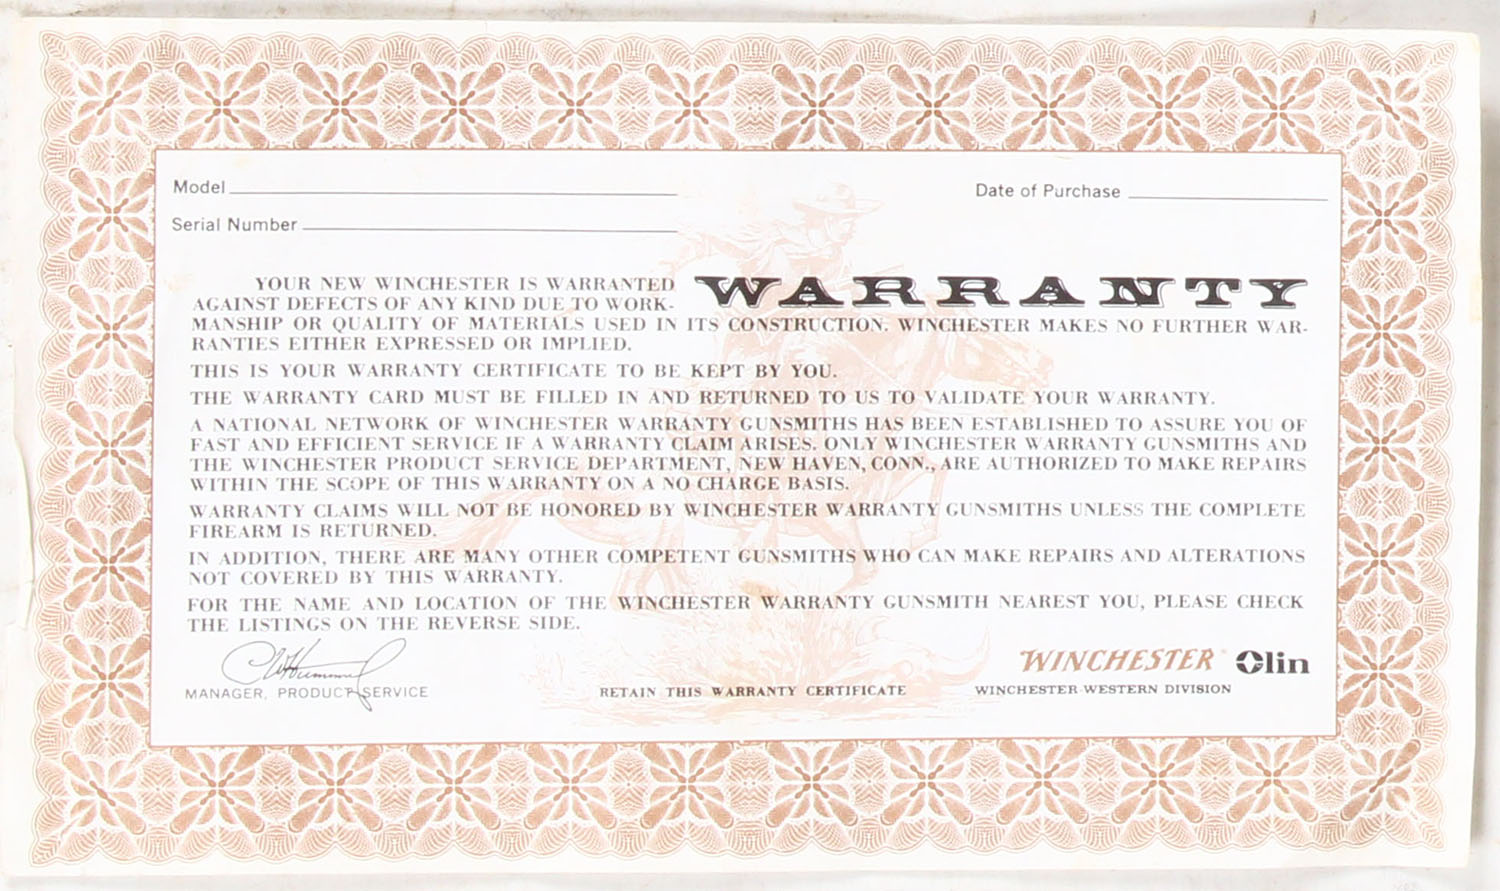 Model
Date of Purchase
Serial Number
WARRANTY
YOUR NEW WINCHESTER IS WARRANTED
AGAINST DEFECTS OF ANY KIND DUE TO WORK-
MANSHIP OR QUALITY OF MATERIALS USED IN ITS CONSTRUCTION. WINCHESTER MAKES NO FURTHER WAR-
RANTIES EITHER EXPRESSED OR IMPLIED.
THIS IS YOUR WARRANTY CERTIFICATE TO BE KEPT BY YOU.
THE WARRANTY CARD MUST BE FILLED IN AND RETURNED TO US TO VALIDATE YOUR WARRANTY.
A NATIONAL NETWORK OF WINCHESTER WARRANTY GUNSMITHS HAS BEEN ESTABLISHED TO ASSURE YOU OF
FAST AND EFFICIENT SERVICE IF A WARRANTY CLAIM ARISES. ONLY WINCHESTER WARRANTY GUNSMITHS AND
THE WINCHESTER PRODUCT SERVICE DEPARTMENT, NEW HAVEN, CONN., ARE AUTHORIZED TO MAKE REPAIRS
WITHIN THE SCOPE OF THIS WARRANTY ON A NO CHARGE BASIS.
WARRANTY CLAIMS WILL NOT BE HONORED BY WINCHESTER WARRANTY GUNSMITHS UNLESS THE COMPLETE
FIREARM IS RETURNED.
IN ADDITION, THERE ARE MANY OTHER COMPETENT GUNSMITHS WHO CAN MAKE REPAIRS AND ALTERATIONS
NOT COVERED BY THIS WARRANTY.
FOR THE NAME AND LOCATION OF THE WINCHESTER WARRANTY GUNSMITH NEAREST YOU, PLEASE CHECK
THE LISTINGS ON THE REVERSE SIDE.
MANAGER, PRODUCT SERVICE
RETAIN THIS WARRANTY CERTIFICATE
WINCHESTER® Olin
WINCHESTER-WESTERN DIVISION